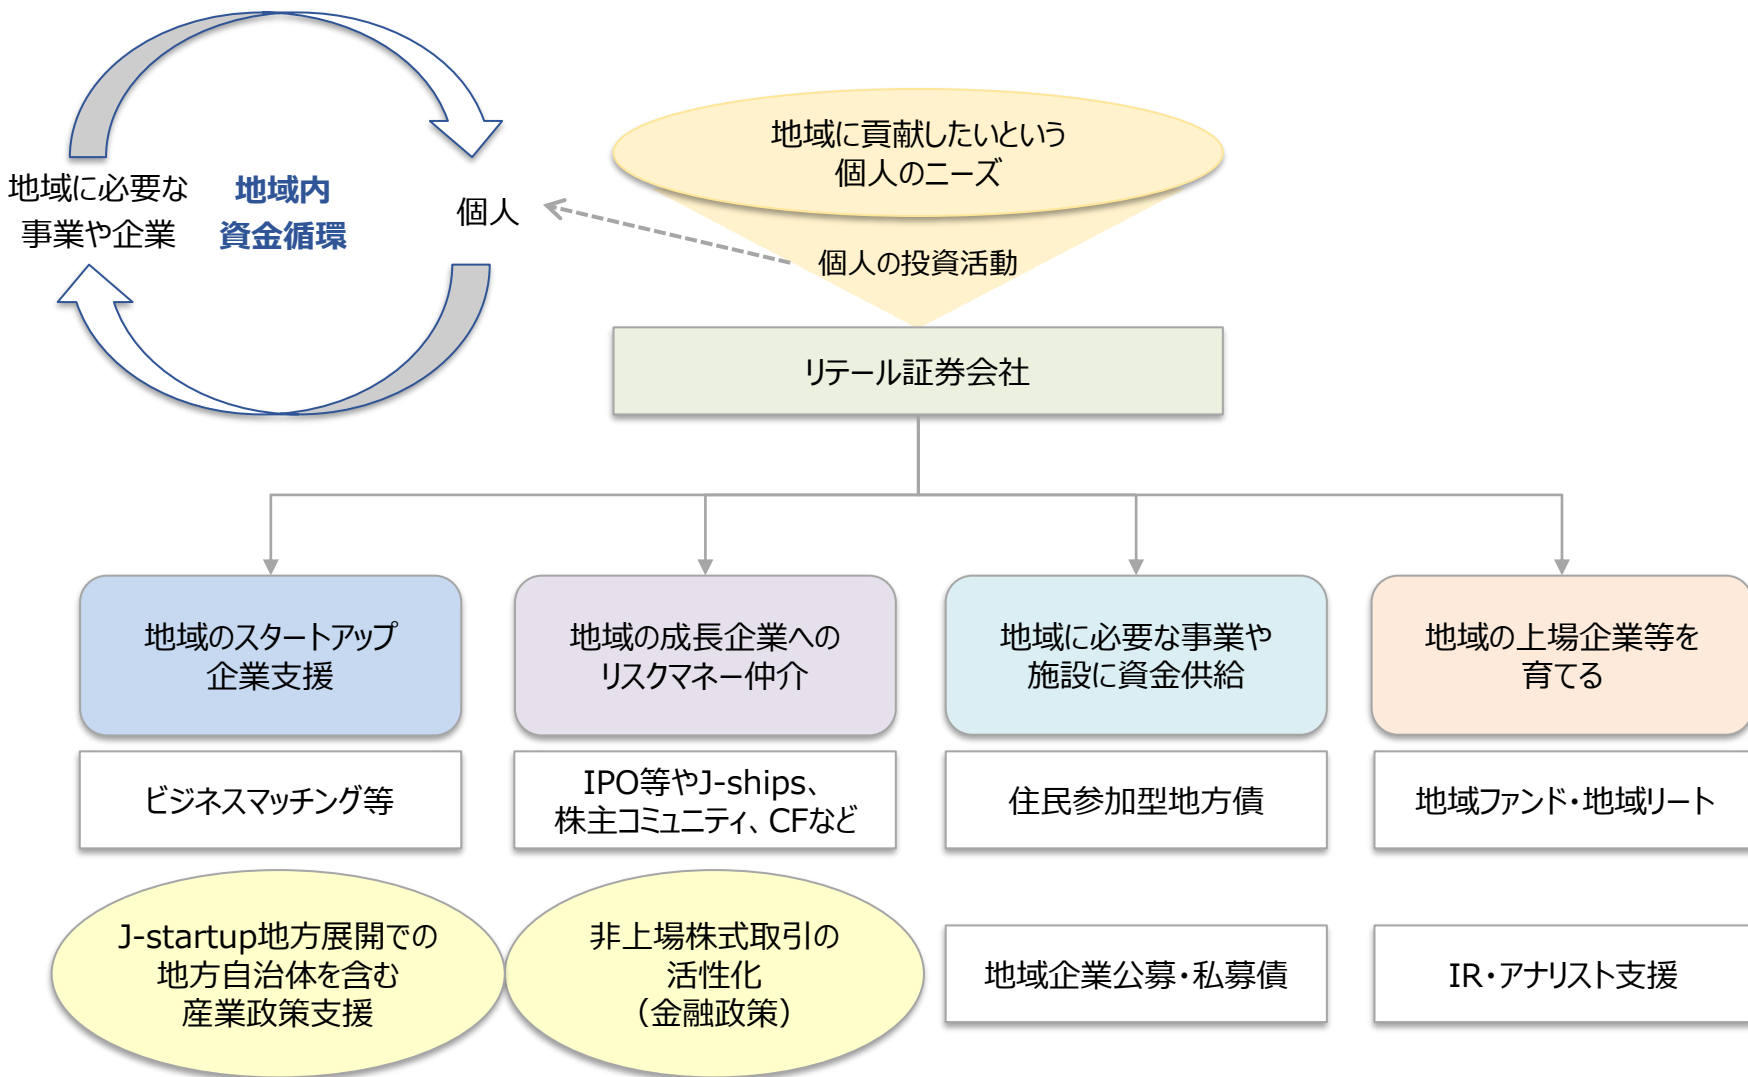 地域に必要な
事業や企業
地域内
資金循環
個人
地域に貢献したいという
個人のニーズ
個人の投資活動
リテール証券会社
地域のスタートアップ
企業支援
地域の成長企業への
リスクマネー仲介
地域に必要な事業や
施設に資金供給
地域の上場企業等を
育てる
ビジネスマッチング等
IPO等やJ-ships、
株主コミュニティ、CFなど
住民参加型地方債
地域ファンド・地域リート
J-startup地方展開での
地方自治体を含む
産業政策支援
非上場株式取引の
活性化
（金融政策）
地域企業公募・私募債
IR・アナリスト支援